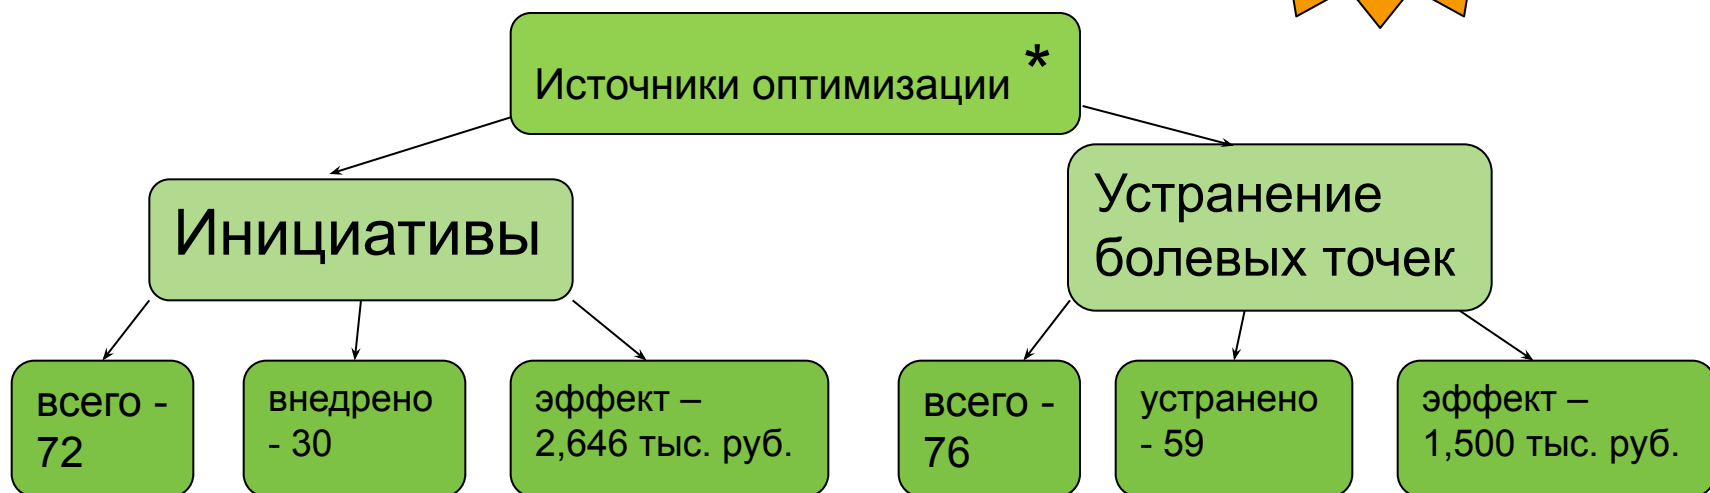 Источники оптимизации *
Инициативы
Устранение
болевых точек
всего -
72
внедрено
- 30
эффект –
2,646 тыс. руб.
всего -
76
устранено
- 59
эффект –
1,500 тыс. руб.